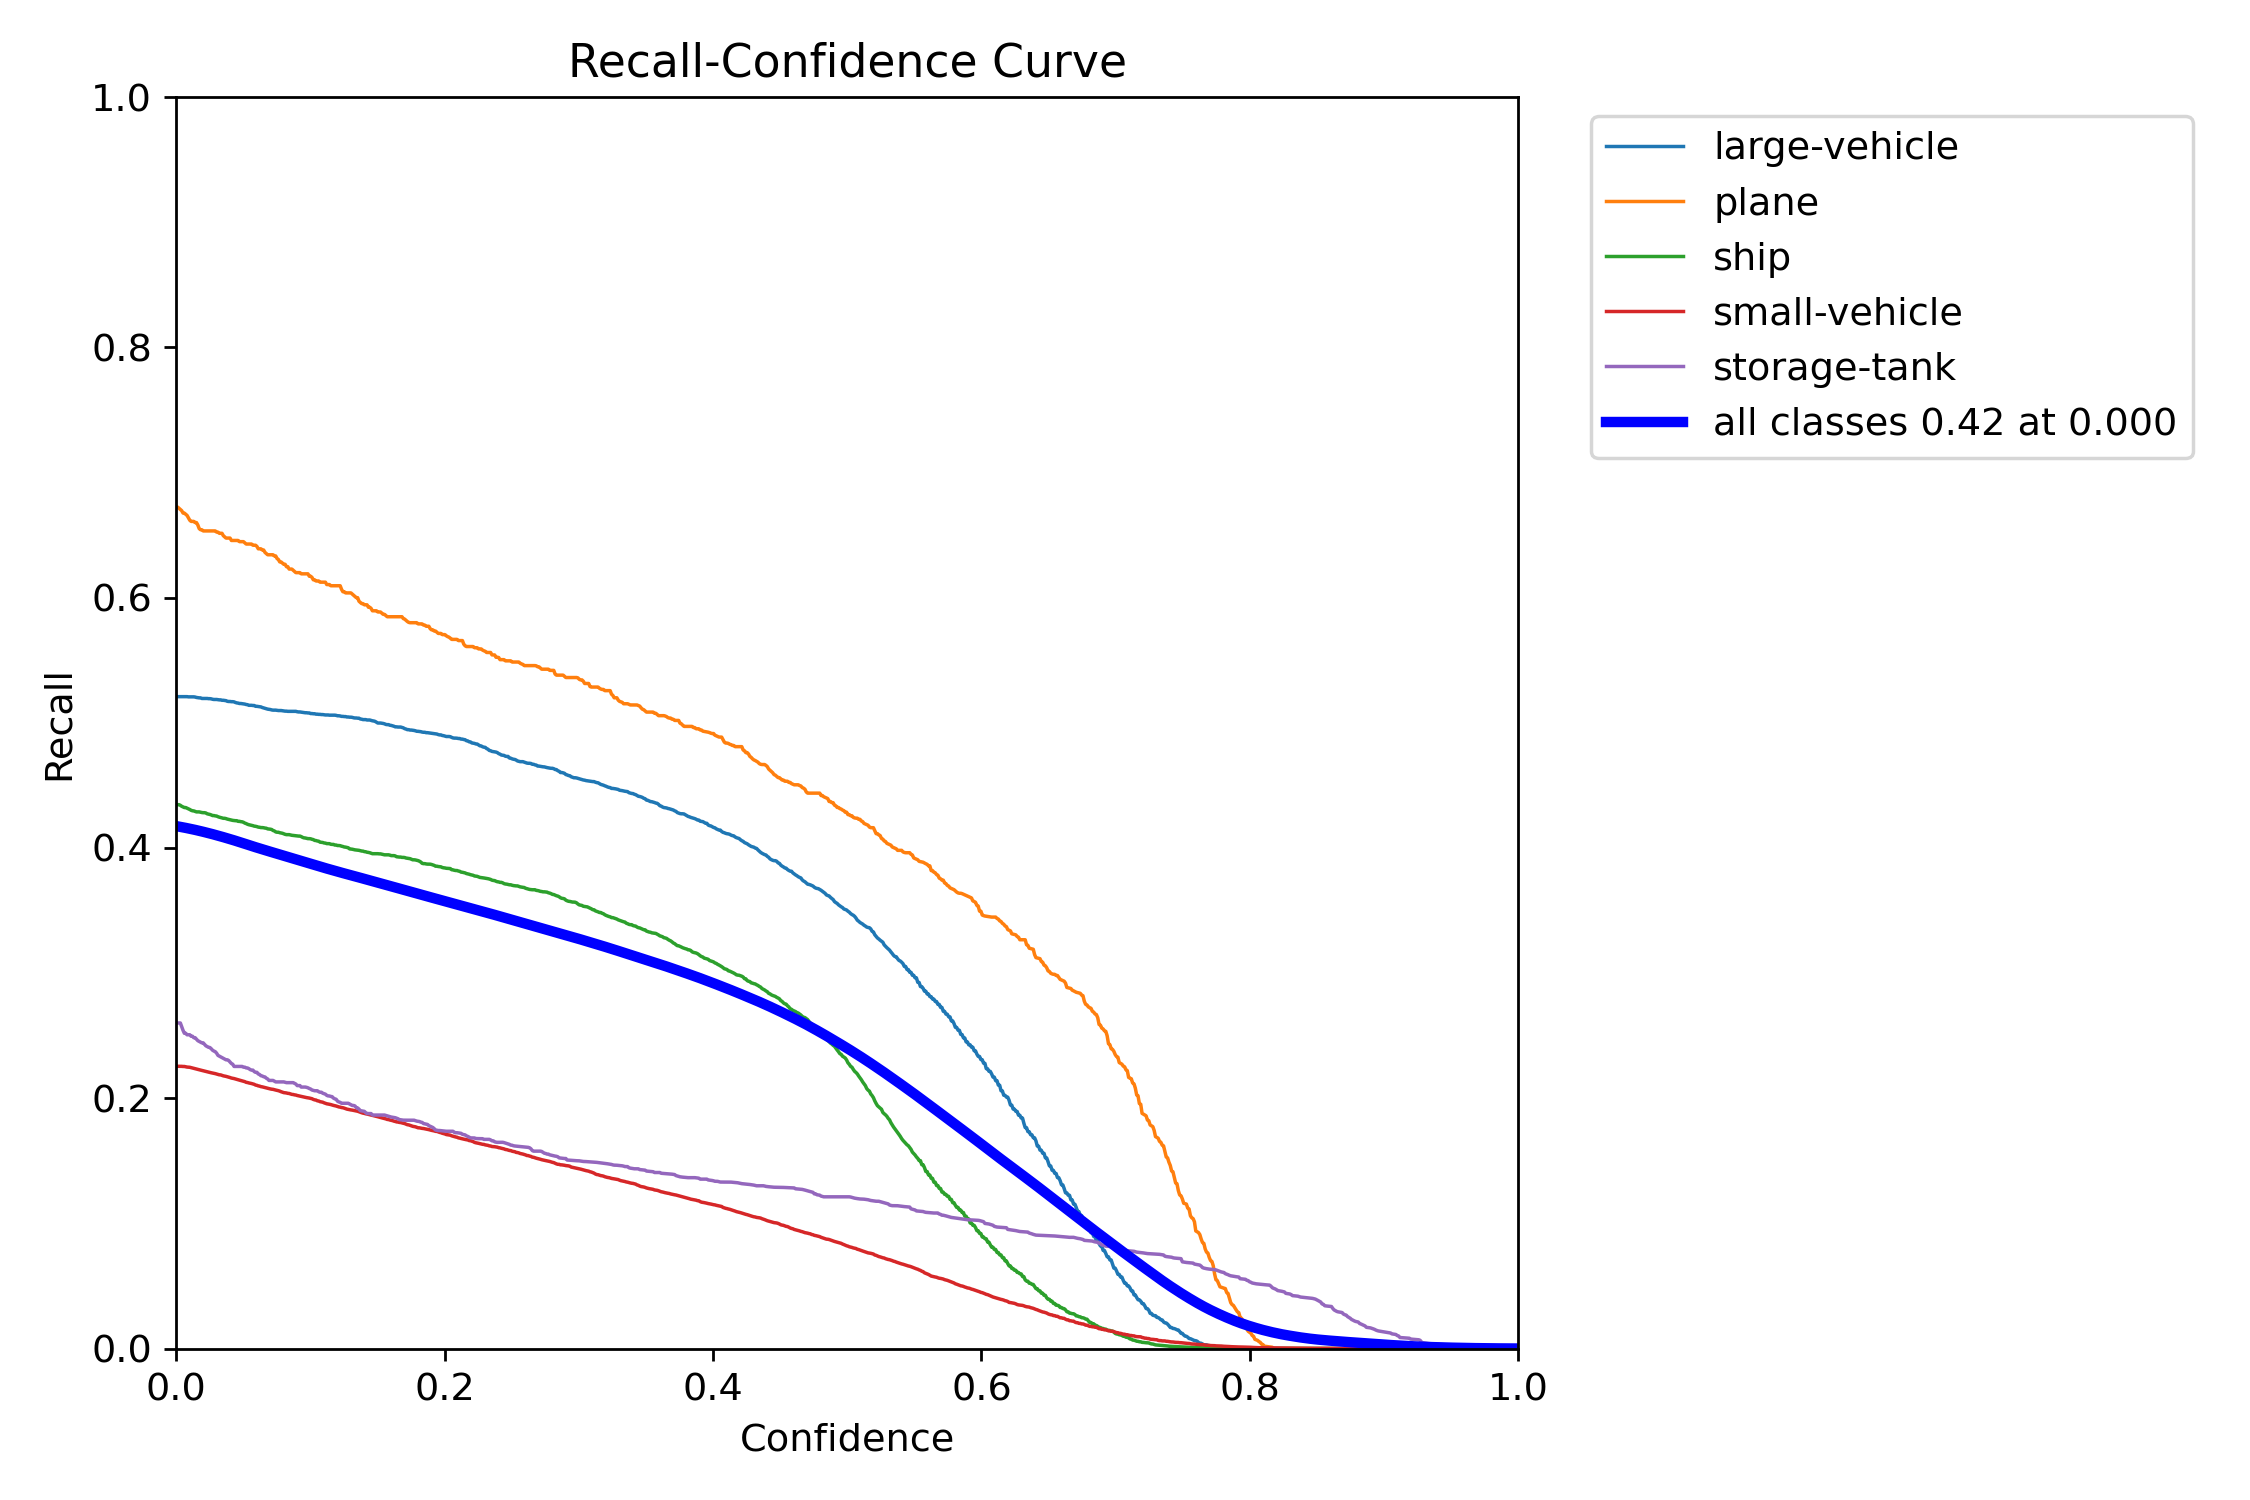 Recall-Confidence Curve
1.0
0.8
0.6
0.4
0.2
0.0
Recall
0.0 0.2 0.4 0.6 0.8 1.0
Confidence
large-vehicle
plane
ship
small-vehicle
storage-tank
all classes 0.42 at 0.000